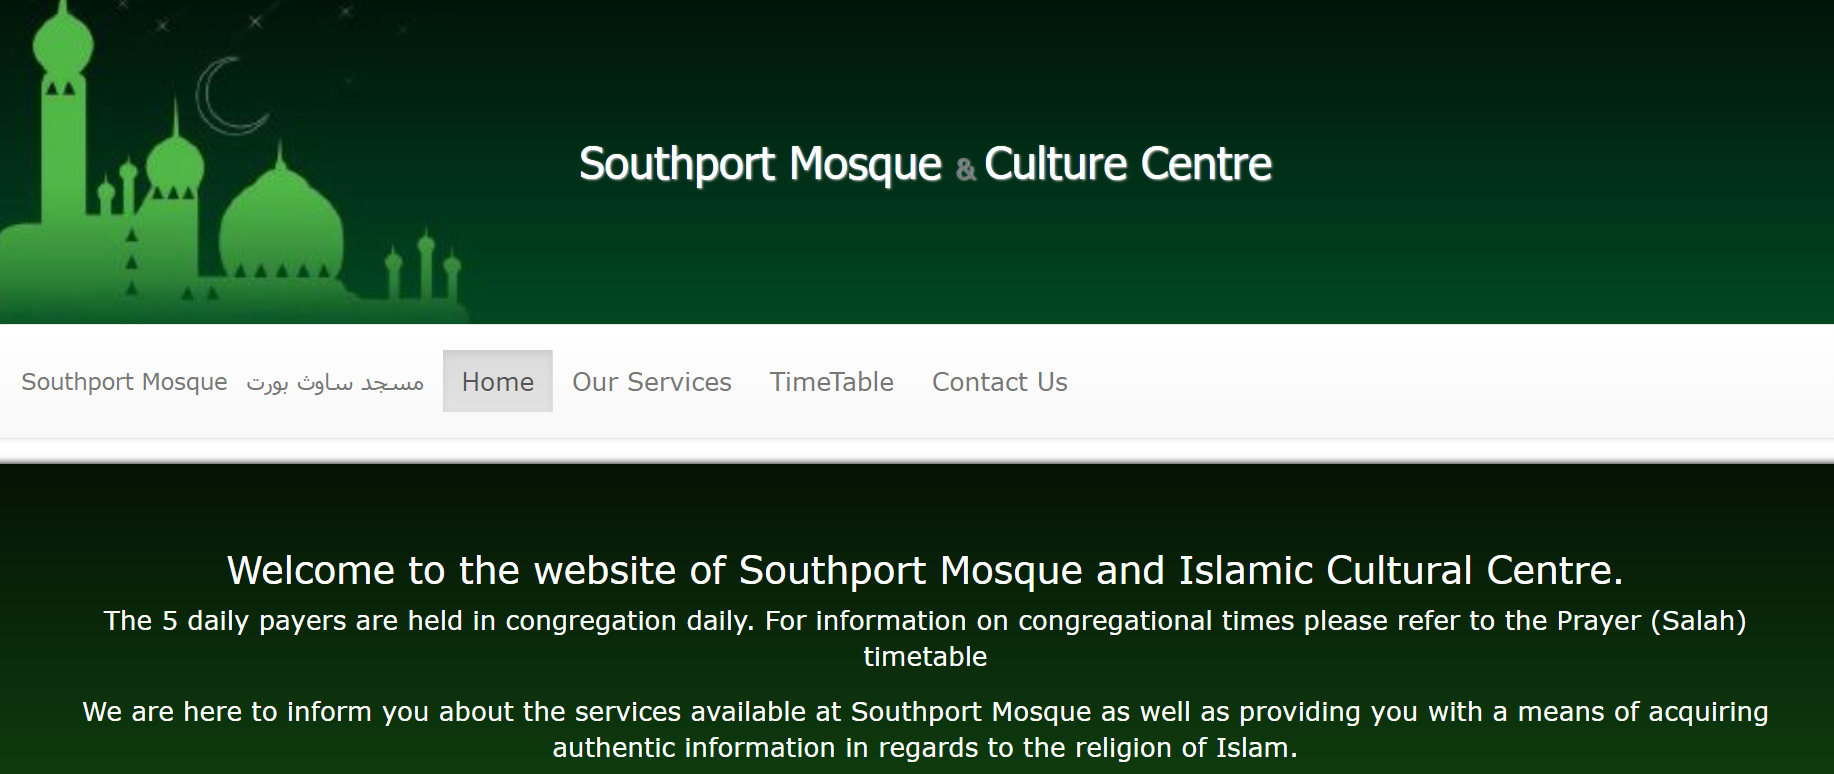 Southport Mosque & Culture Centre
Southport Mosque مسجد ساوث بورت Home Our Services TimeTable Contact Us
Welcome to the website of Southport Mosque and Islamic Cultural Centre.
The 5 daily payers are held in congregation daily. For information on congregational times please refer to the Prayer (Salah)
timetable
We are here to inform you about the services available at Southport Mosque as well as providing you with a means of acquiring
authentic information in regards to the religion of Islam.